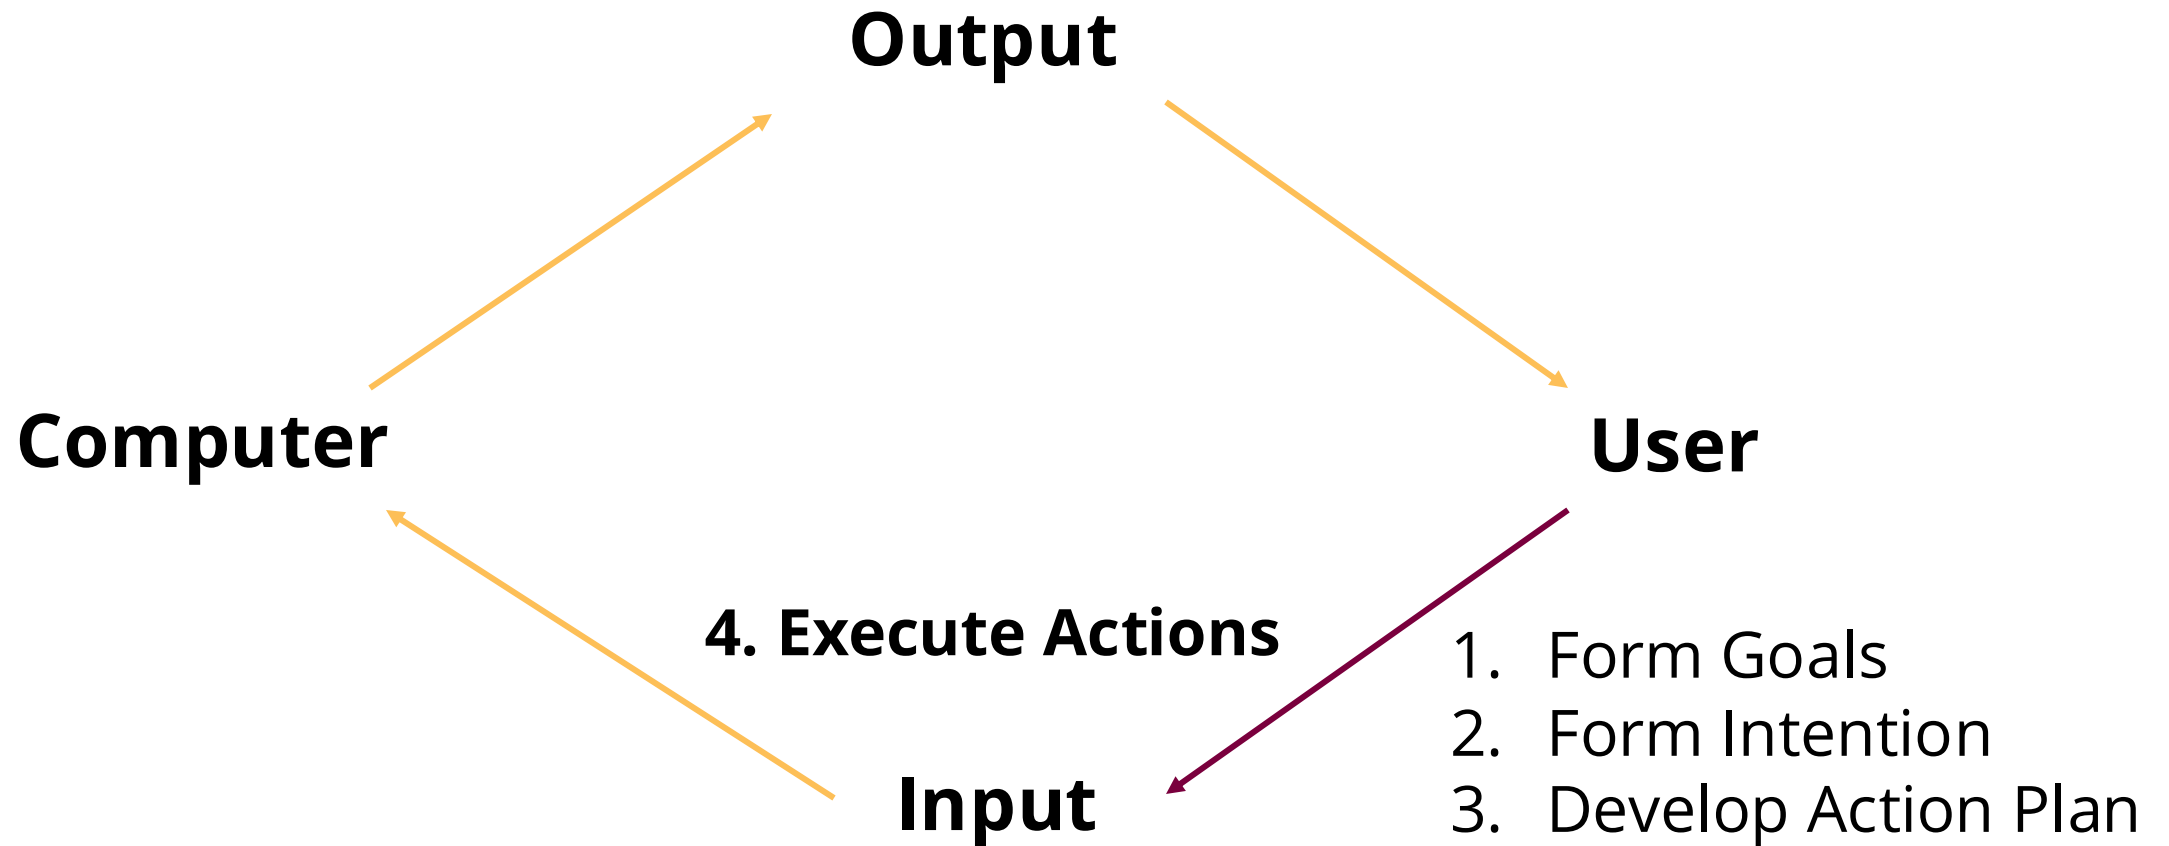 Output
Computer
User
4. Execute Actions
1. Form Goals
2. Form Intention
3. Develop Action Plan
Input